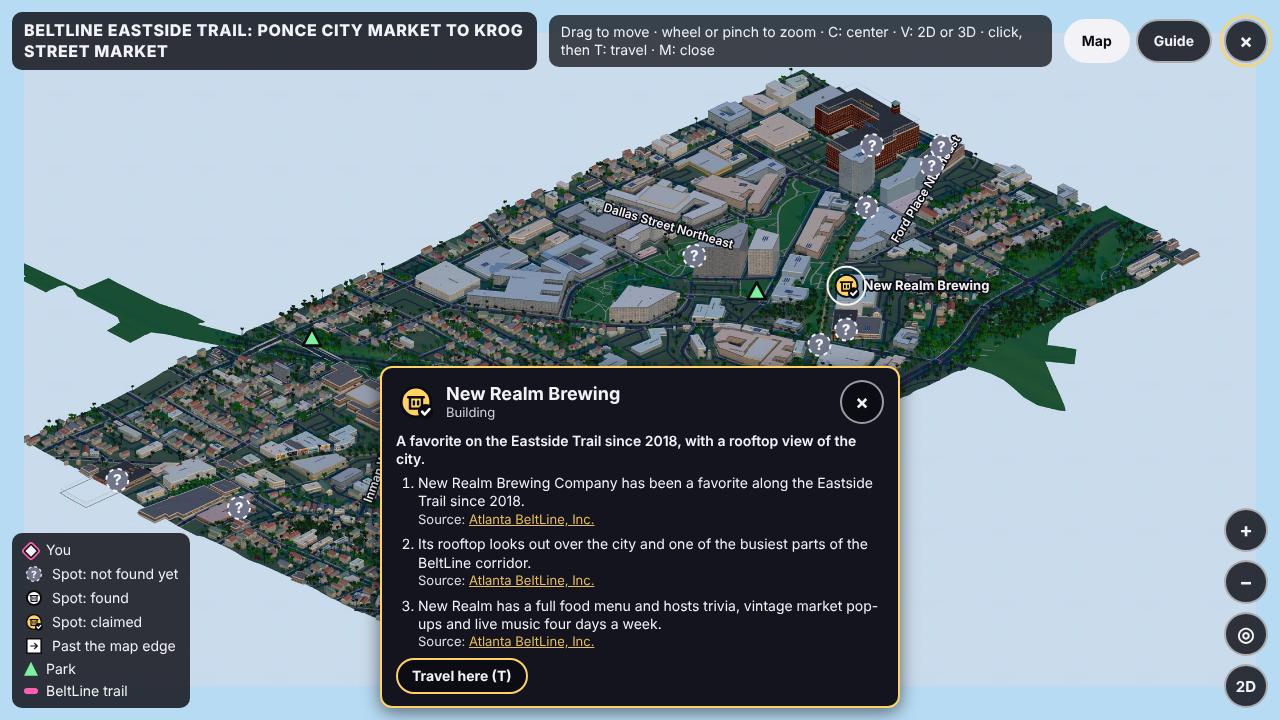 BELTLINE EASTSIDE TRAIL: PONCE CITY MARKET TO KROG
STREET MARKET
Drag to move · wheel or pinch to zoom · C: center · V: 2D or 3D · click,
then T: travel · M: close
Map
Guide
×
?
?
?
?
Dallas Street Northeast
?
New Realm Brewing
?
?
?
?
New Realm Brewing
Building
×
A favorite on the Eastside Trail since 2018, with a rooftop view of the
city.
1. New Realm Brewing Company has been a favorite along the Eastside
Trail since 2018.
Source: Atlanta BeltLine, Inc.
2. Its rooftop looks out over the city and one of the busiest parts of the
BeltLine corridor.
Source: Atlanta BeltLine, Inc.
3. New Realm has a full food menu and hosts trivia, vintage market pop-
ups and live music four days a week.
Source: Atlanta BeltLine, Inc.
Travel here (T)
You
? Spot: not found yet
Spot: found
Spot: claimed
Past the map edge
Park
BeltLine trail
+
−
2D
Ford Place
Inman